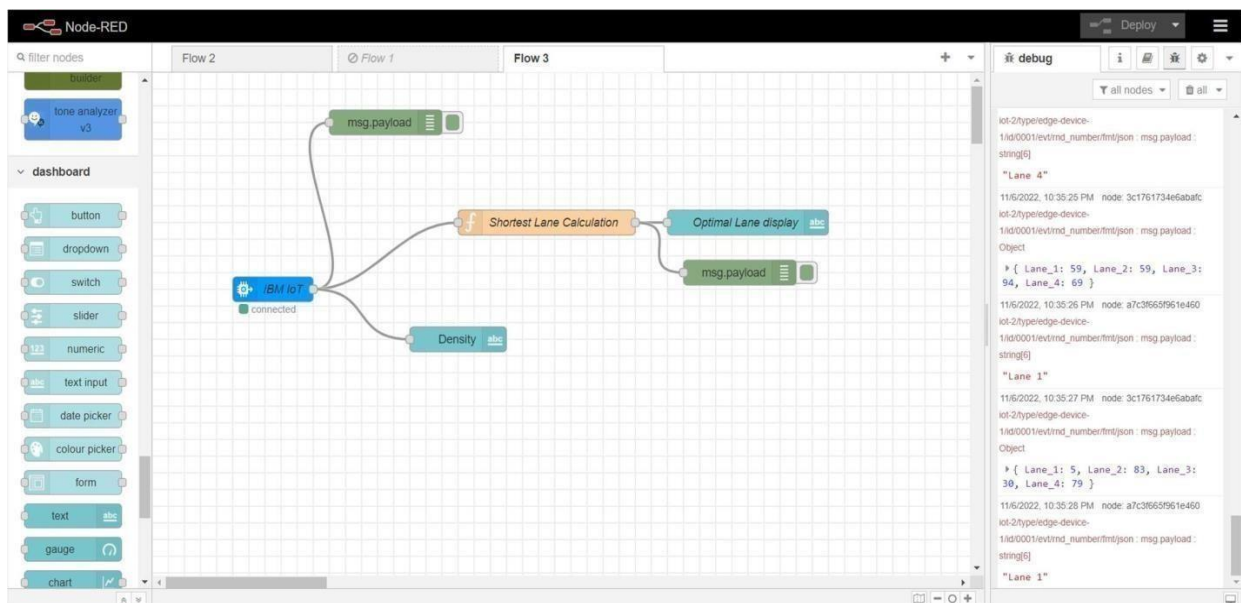 Node-RED
Deploy
filter nodes
Flow 2
Flow 1
Flow 3
debug
i
all nodes
all
builder
tone analyzer
v3
dashboard
button
dropdown
switch
slider
123
numeric
abc
text input
date picker
colour picker
form
text
abc
gauge
chart
msg.payload
f
Shortest Lane Calculation
Optimal Lane display
abc
msg.payload
IBM IoT
connected
Density
abc
iot-2/type/edge-device-
1/id/0001/evt/rnd_number/fmt/json : msg.payload :
string[6]
"Lane 4"
11/6/2022, 10:35:25 PM node: 3c1761734e6abafc
iot-2/type/edge-device-
1/id/0001/evt/rnd_number/fmt/json : msg.payload :
Object
{ Lane_1: 59, Lane_2: 59, Lane_3:
94, Lane_4: 69 }
11/6/2022, 10:35:26 PM node: a7c3f665f961e460
iot-2/type/edge-device-
1/id/0001/evt/rnd_number/fmt/json : msg.payload :
string[6]
"Lane 1"
11/6/2022, 10:35:27 PM node: 3c1761734e6abafc
iot-2/type/edge-device-
1/id/0001/evt/rnd_number/fmt/json : msg.payload :
Object
{ Lane_1: 5, Lane_2: 83, Lane_3:
30, Lane_4: 79 }
11/6/2022, 10:35:28 PM node: a7c3f665f961e460
iot-2/type/edge-device-
1/id/0001/evt/rnd_number/fmt/json : msg.payload :
string[6]
"Lane 1"